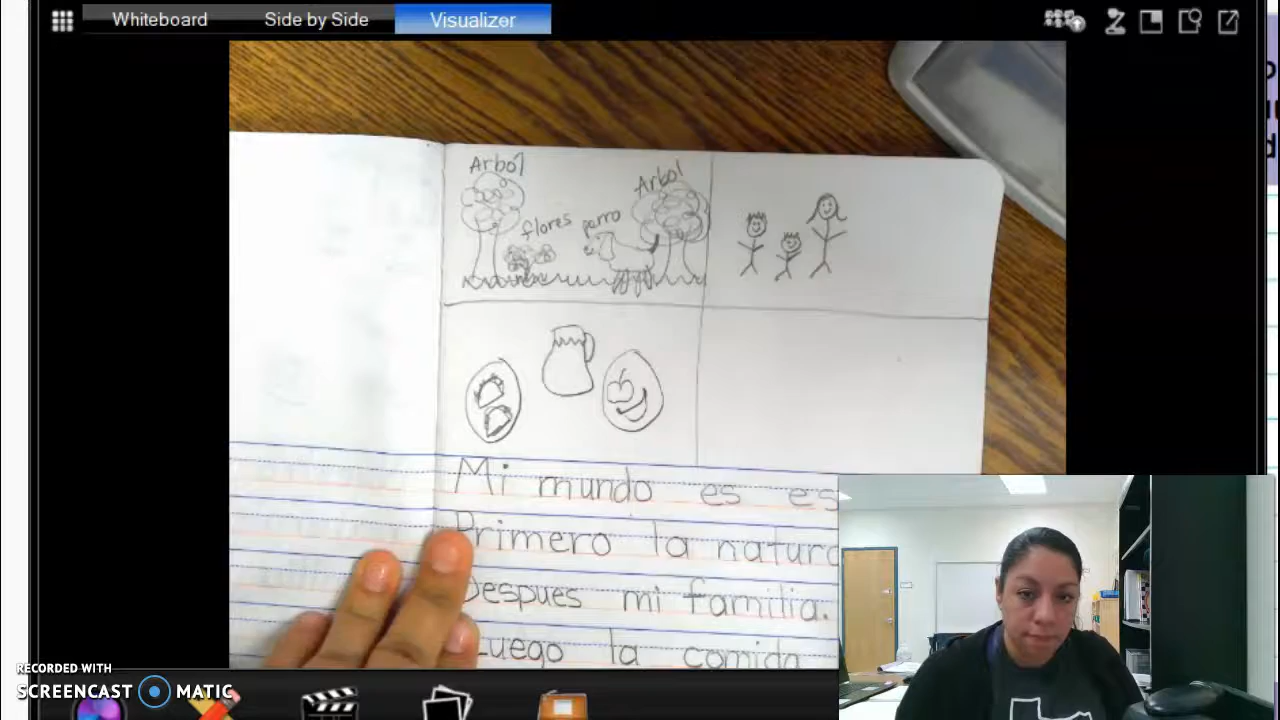 Whiteboard Side by Side Visualizer
Arbol
Arbol
flores perro
Mi mundo es es
Primero la natura
Despues mi familia.
Luego la comida
RECORDED WITH
SCREENCAST MATIC